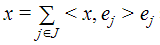 x = ∑_{j∈J} < x, e_j > e_j